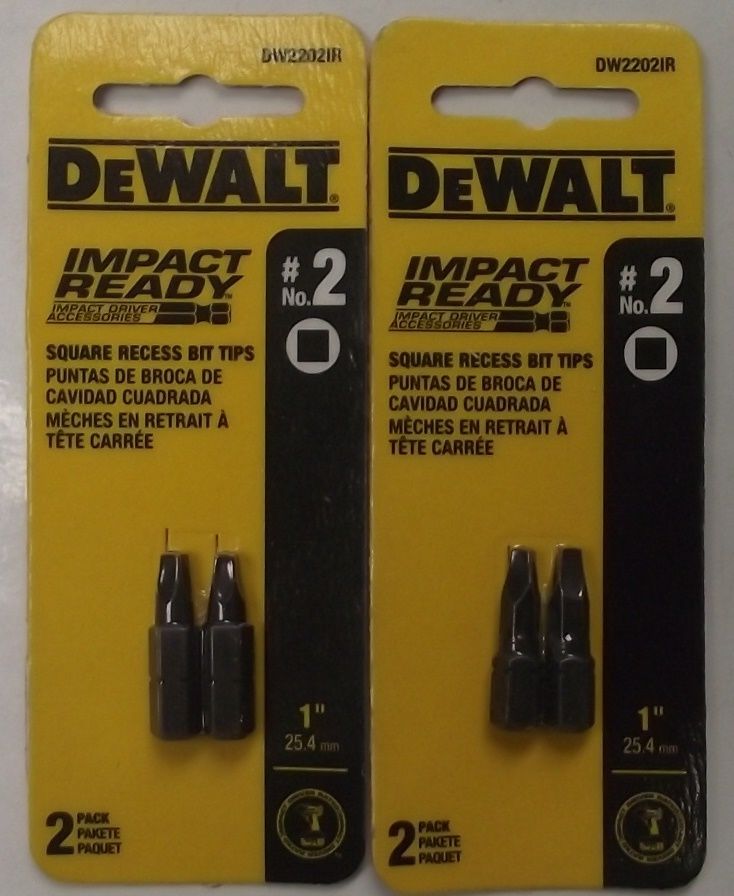 DW2202IR
DEWALT®
IMPACT
READY™
IMPACT DRIVER
ACCESSORIES
#
No. 2
SQUARE RECESS BIT TIPS
PUNTAS DE BROCA DE
CAVIDAD CUADRADA
MÈCHES EN RETRAIT À
TÊTE CARRÉE
1"
25.4 mm
2 PACK
PAKETE
PAQUET
DW2202IR
DEWALT®
IMPACT
READY™
IMPACT DRIVER
ACCESSORIES
#
No. 2
SQUARE RECESS BIT TIPS
PUNTAS DE BROCA DE
CAVIDAD CUADRADA
MÈCHES EN RETRAIT À
TÊTE CARRÉE
1"
25.4 mm
2 PACK
PAKETE
PAQUET